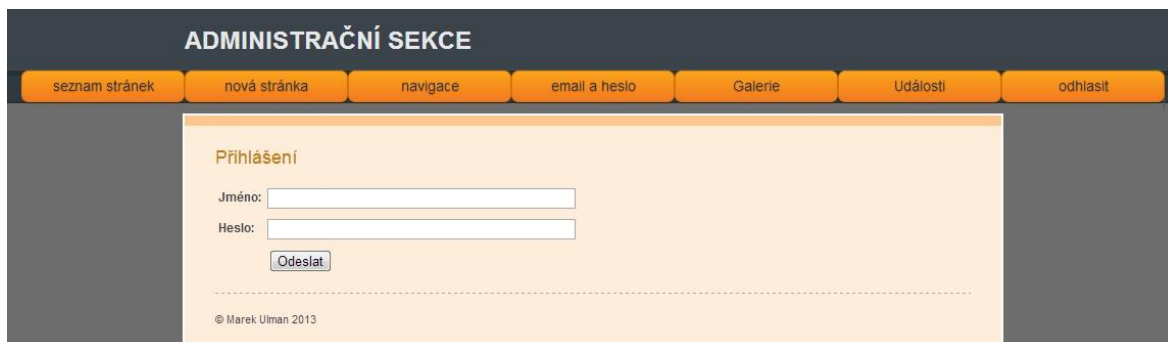 ADMINISTRAČNÍ SEKCE
seznam stránek nová stránka navigace email a heslo Galerie Události odhlasit
Přihlášení
Jméno:
Heslo:
Odeslat
© Marek Ulman 2013